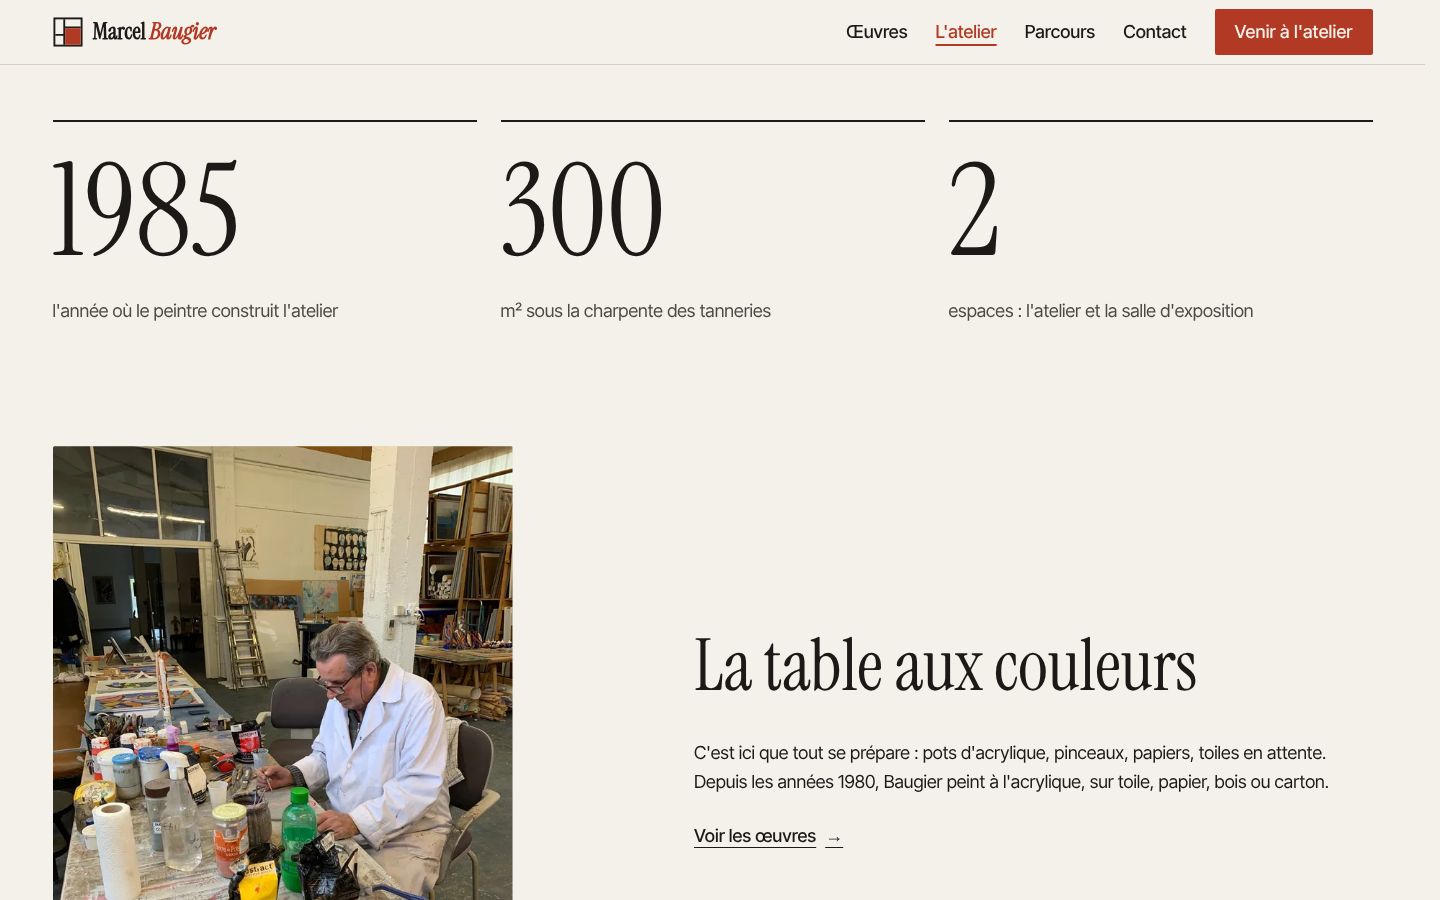 Marcel Baugier
Œuvres
L'atelier
Parcours
Contact
Venir à l'atelier
1985
300
2
l'année où le peintre construit l'atelier
m² sous la charpente des tanneries
espaces : l'atelier et la salle d'exposition
La table aux couleurs
C'est ici que tout se prépare : pots d'acrylique, pinceaux, papiers, toiles en attente.
Depuis les années 1980, Baugier peint à l'acrylique, sur toile, papier, bois ou carton.
Voir les œuvres →